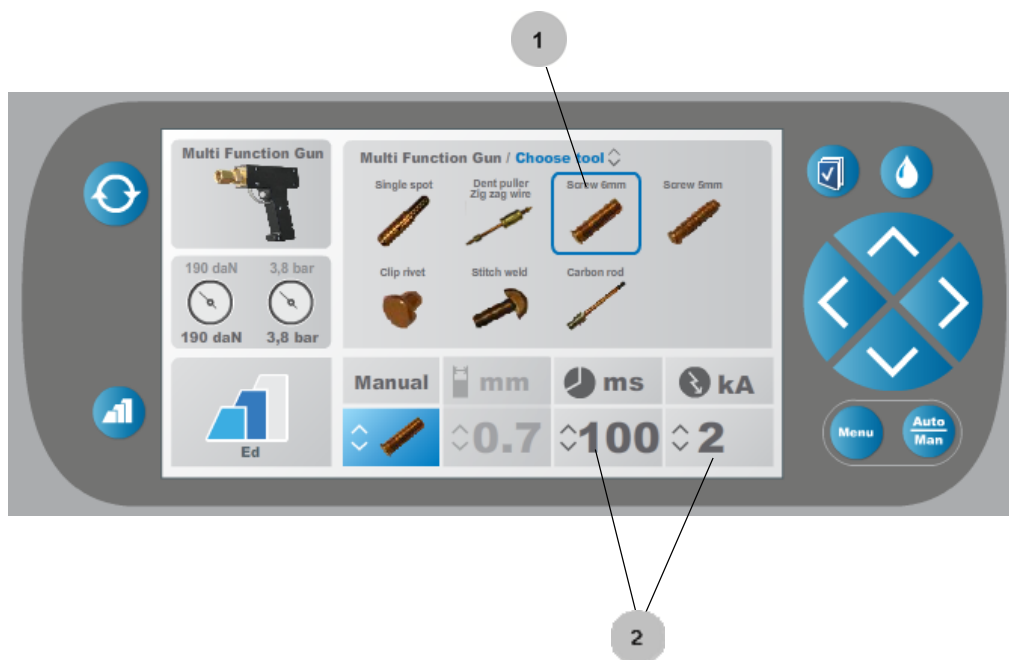 1
Multi Function Gun
Multi Function Gun / Choose tool
Single spot
Dent puller
Zig zag wire
Screw 6mm
Screw 5mm
Clip rivet
Stitch weld
Carbon rod
190 daN 3,8 bar
190 daN 3,8 bar
Manual mm ms kA
0.7 100 2
Ed
Menu
Auto
Man
2